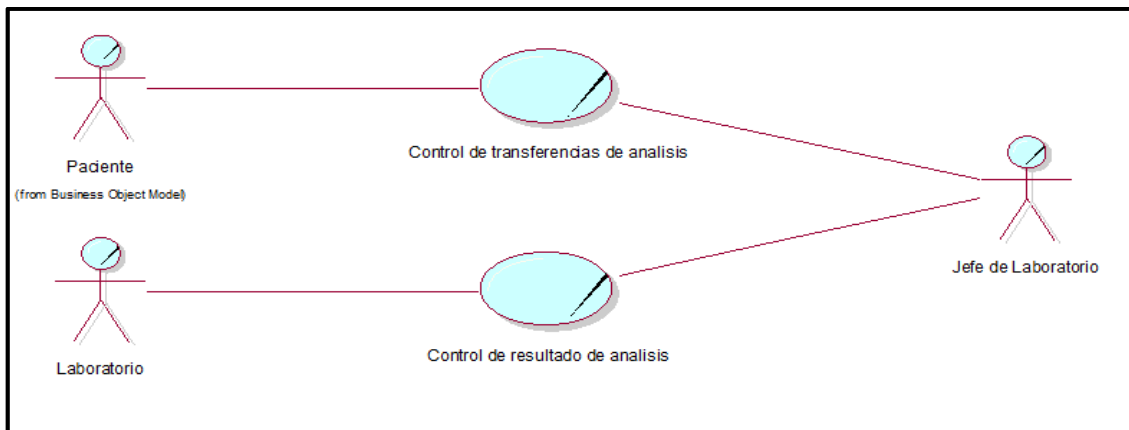 Control de transferencias de analisis
Paciente
(from Business Object Model)
Jefe de Laboratorio
Control de resultado de analisis
Laboratorio